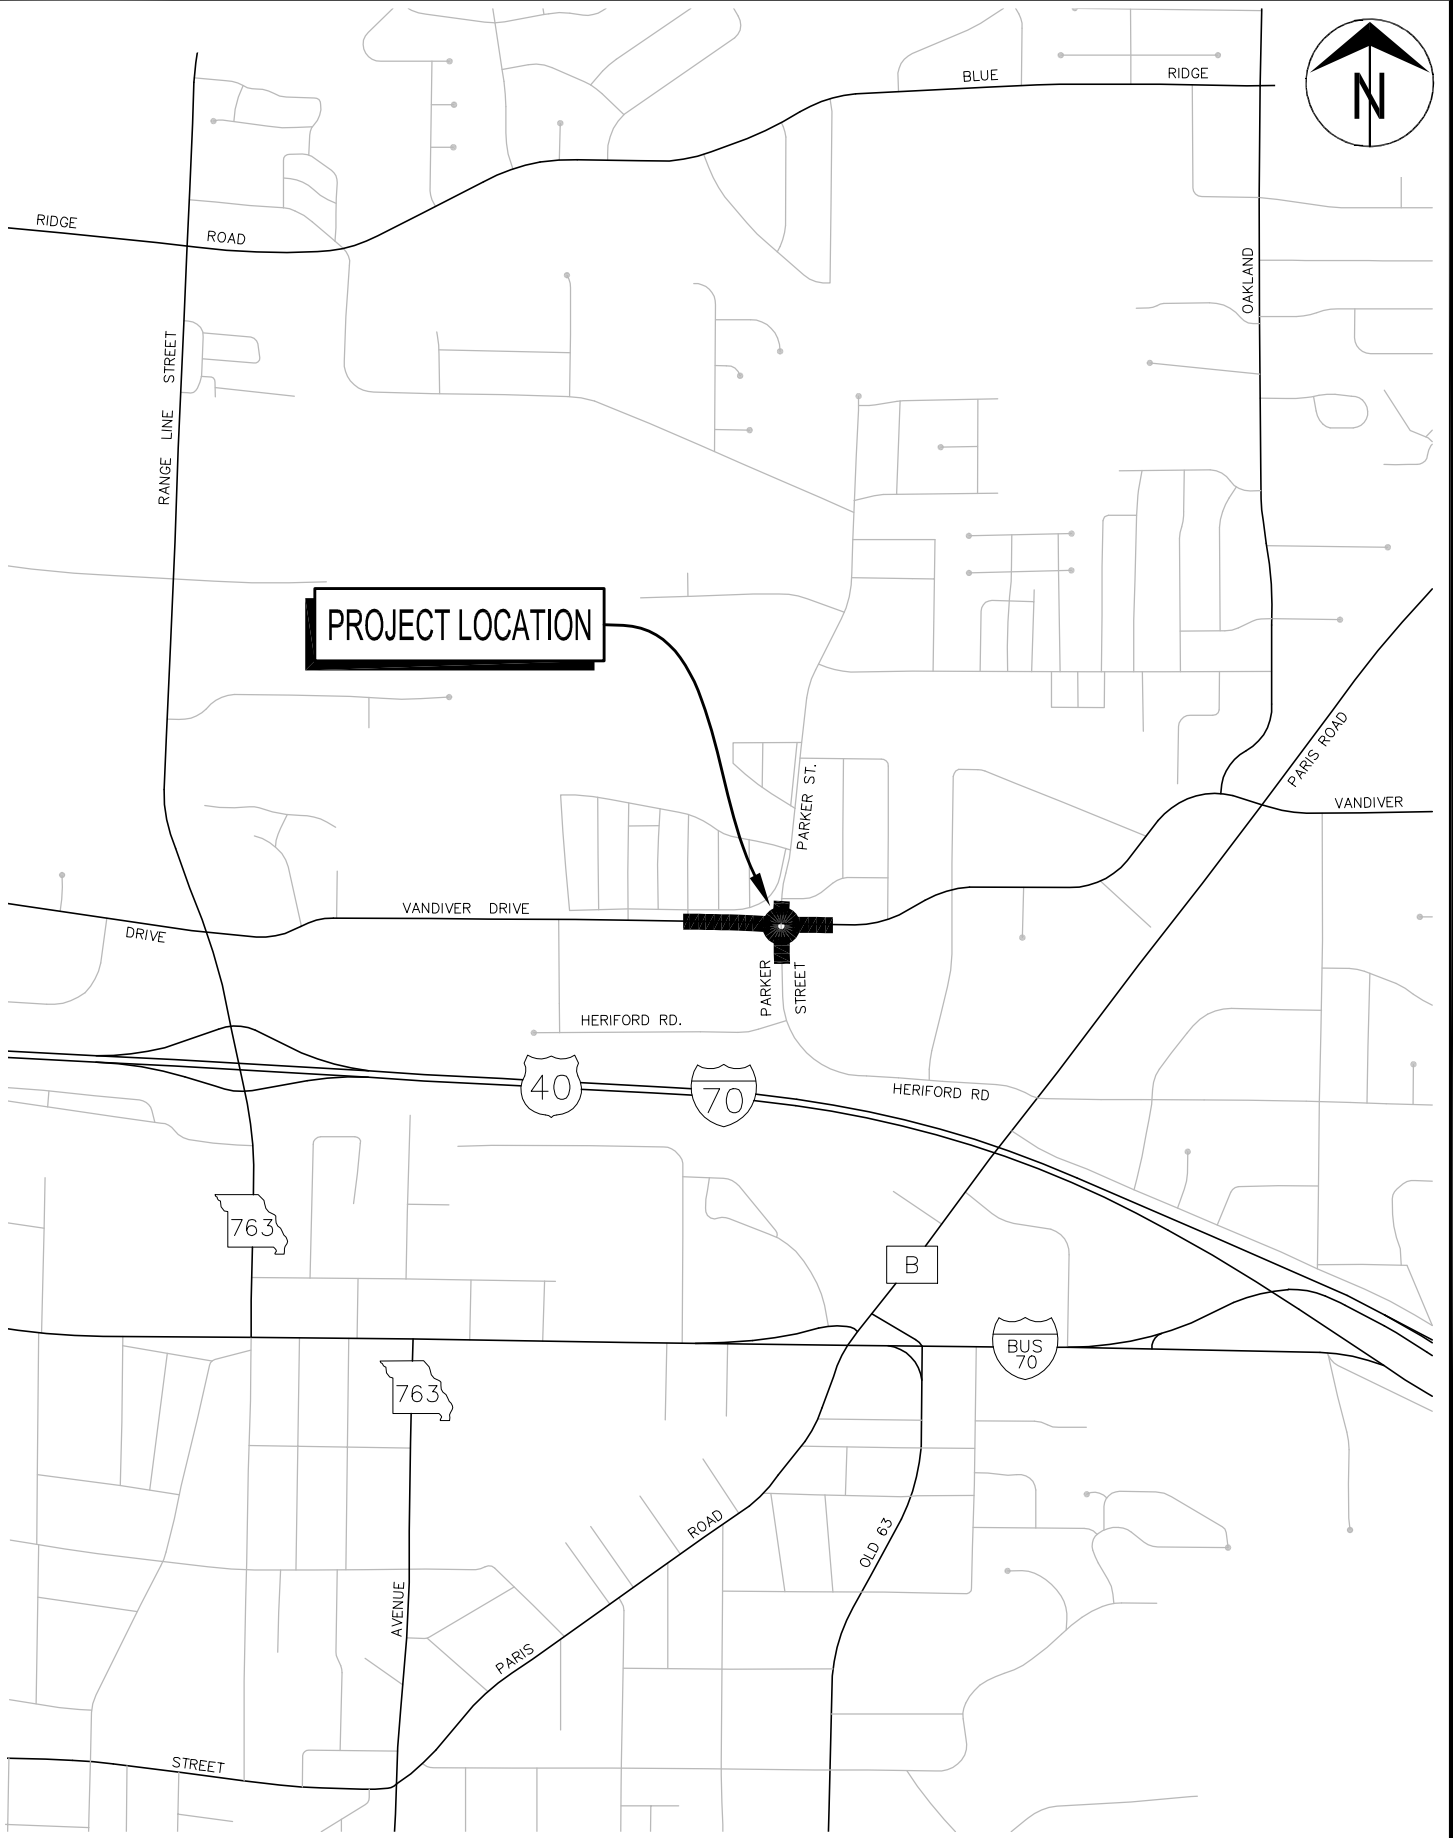 BLUE
RIDGE
N
RIDGE
ROAD
OAKLAND
RANGE LINE STREET
PROJECT LOCATION
PARIS ROAD
PARKER ST.
VANDIVER
VANDIVER DRIVE
DRIVE
PARKER
STREET
HERIFORD RD.
40
70
HERIFORD RD
763
B
BUS
70
763
ROAD
OLD 63
AVENUE
PARIS
STREET